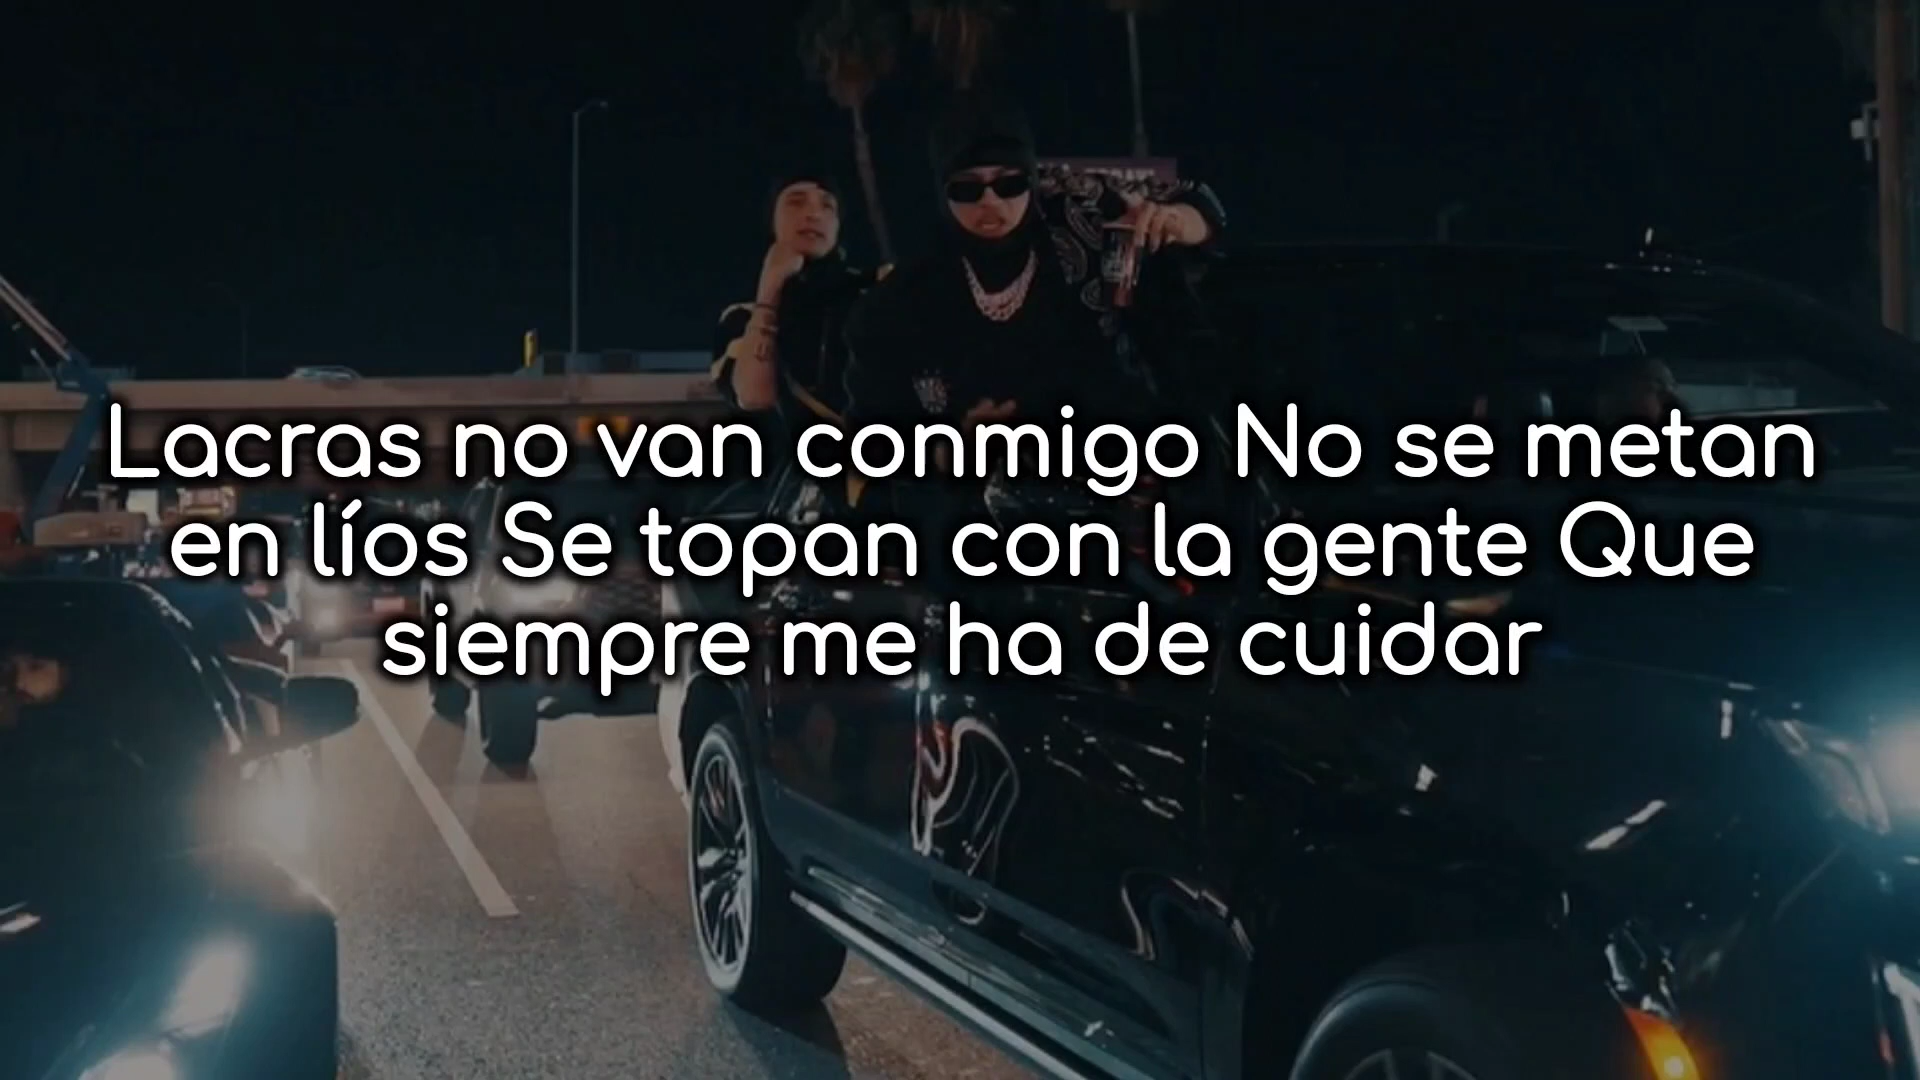 Lacras no van conmigo No se metan
en líos Se topan con la gente Que
siempre me ha de cuidar